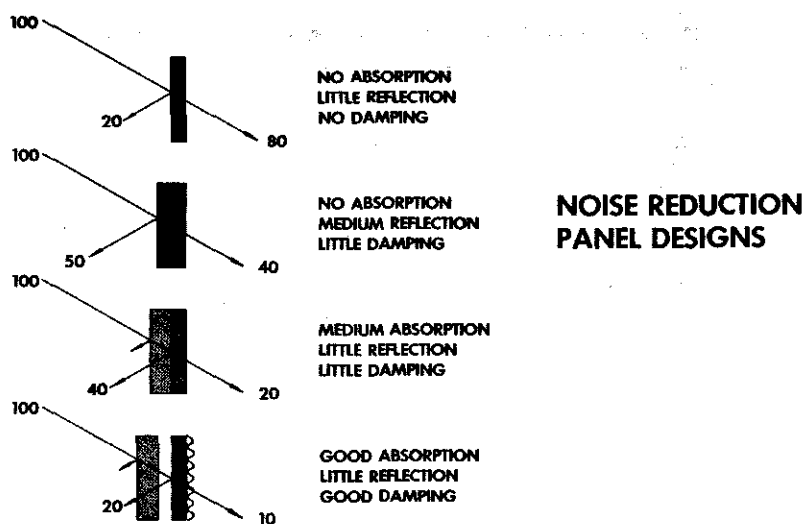 100
NO ABSORPTION
LITTLE REFLECTION
NO DAMPING
20
80
100
NO ABSORPTION
MEDIUM REFLECTION
LITTLE DAMPING
50
40
NOISE REDUCTION
PANEL DESIGNS
100
MEDIUM ABSORPTION
LITTLE REFLECTION
LITTLE DAMPING
40
20
100
GOOD ABSORPTION
LITTLE REFLECTION
GOOD DAMPING
20
10